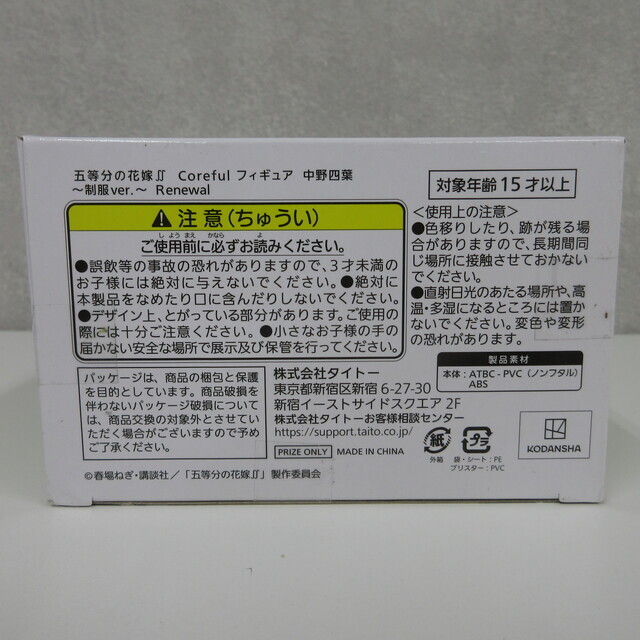 五等分の花嫁∬ Coreful フィギュア 中野四葉
～制服ver.～ Renewal
対象年齢15才以上
注意(ちゅうい)
しようまえ かなら よ
ご使用前に必ずお読みください。
●誤飲等の事故の恐れがありますので、3才未満の
お子様には絶対に与えないでください。●絶対に
本製品をなめたり口に含んだりしないでください。
●デザイン上、とがっている部分があります。ご使用の
際には十分ご注意ください。●小さなお子様の手の
届かない安全な場所で展示及び保管を行ってください。
＜使用上の注意＞
●色移りしたり、跡が残る場
合がありますので、長期間同
じ場所に接触させておかない
でください。
●直射日光のあたる場所や、高
温・多湿になるところには置か
ないでください。変色や変形
の恐れがあります。
製品素材
本体：ATBC-PVC（ノンフタル）
ABS
パッケージは、商品の梱包と保護
を目的としています。商品破損を
伴わないパッケージ破損について
は、商品交換の対象外とさせてい
ただく場合がございますので予め
ご了承ください。
株式会社タイトー
東京都新宿区新宿 6-27-30
新宿イーストサイドスクエア 2F
株式会社タイトーお客様相談センター
https://support.taito.co.jp/
PRIZE ONLY MADE IN CHINA
紙
外箱
プラ
袋・シート：PE
ブリスター：PVC
KODANSHA
©春場ねぎ・講談社／「五等分の花嫁∬」製作委員会